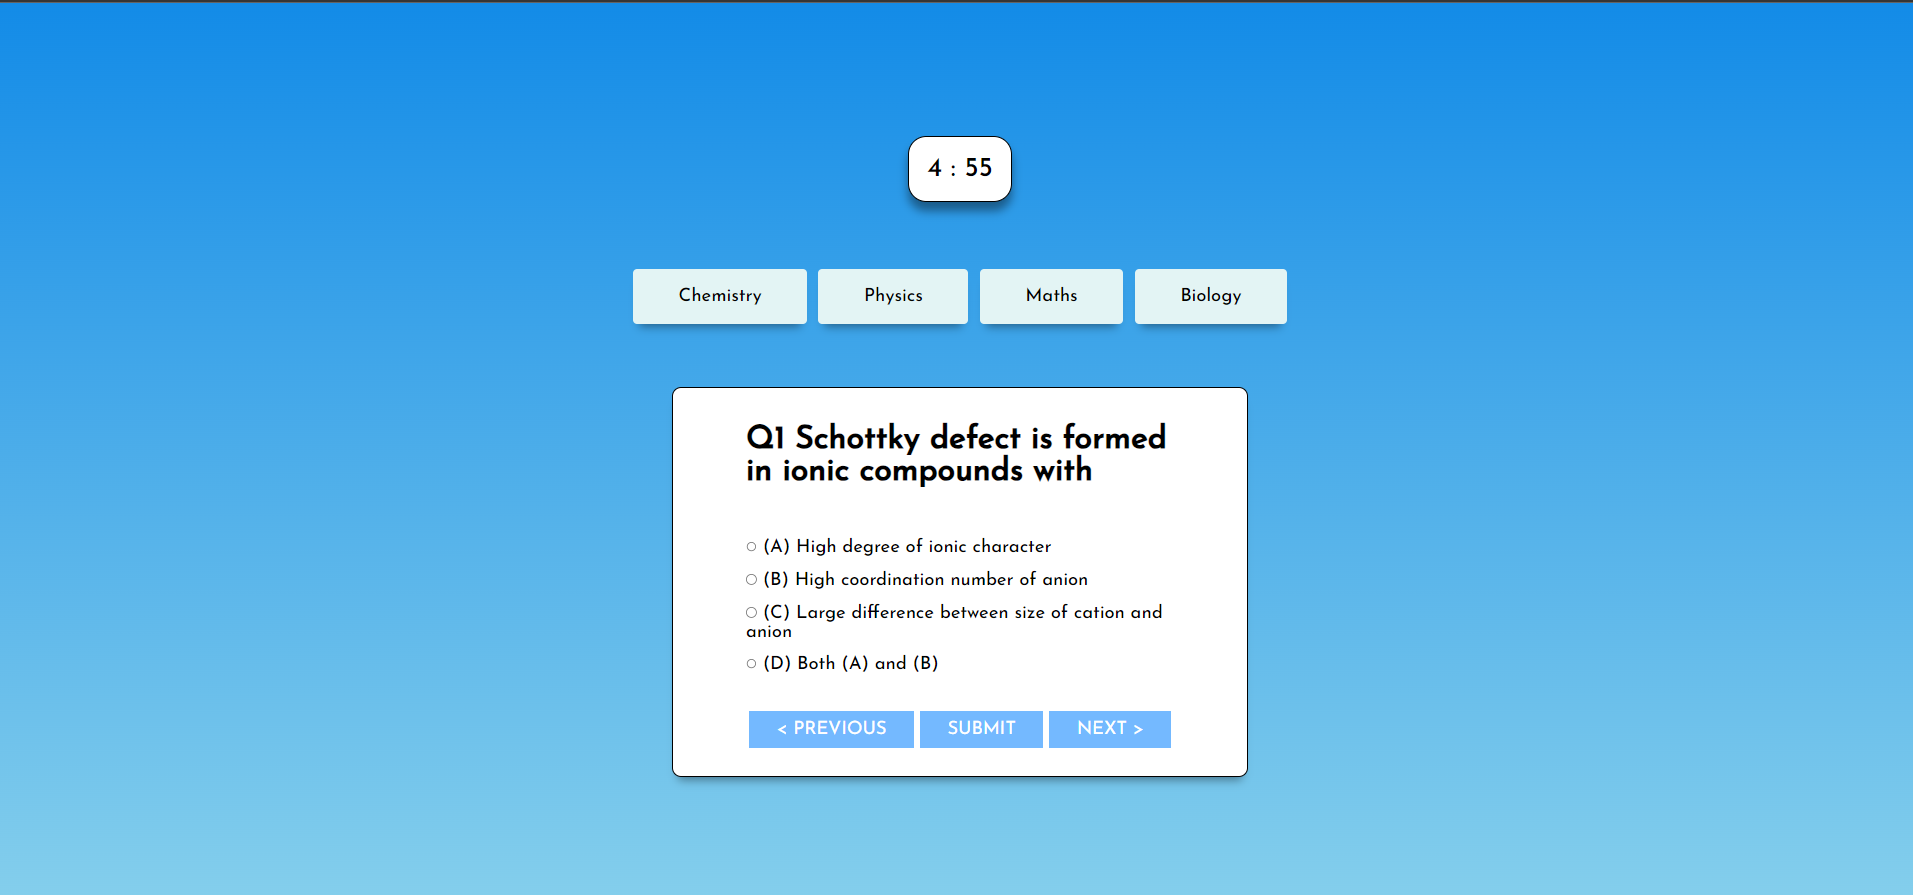 4 : 55
Chemistry
Physics
Maths
Biology
Q1 Schottky defect is formed
in ionic compounds with
(A) High degree of ionic character
(B) High coordination number of anion
(C) Large difference between size of cation and
anion
(D) Both (A) and (B)
< PREVIOUS
SUBMIT
NEXT >